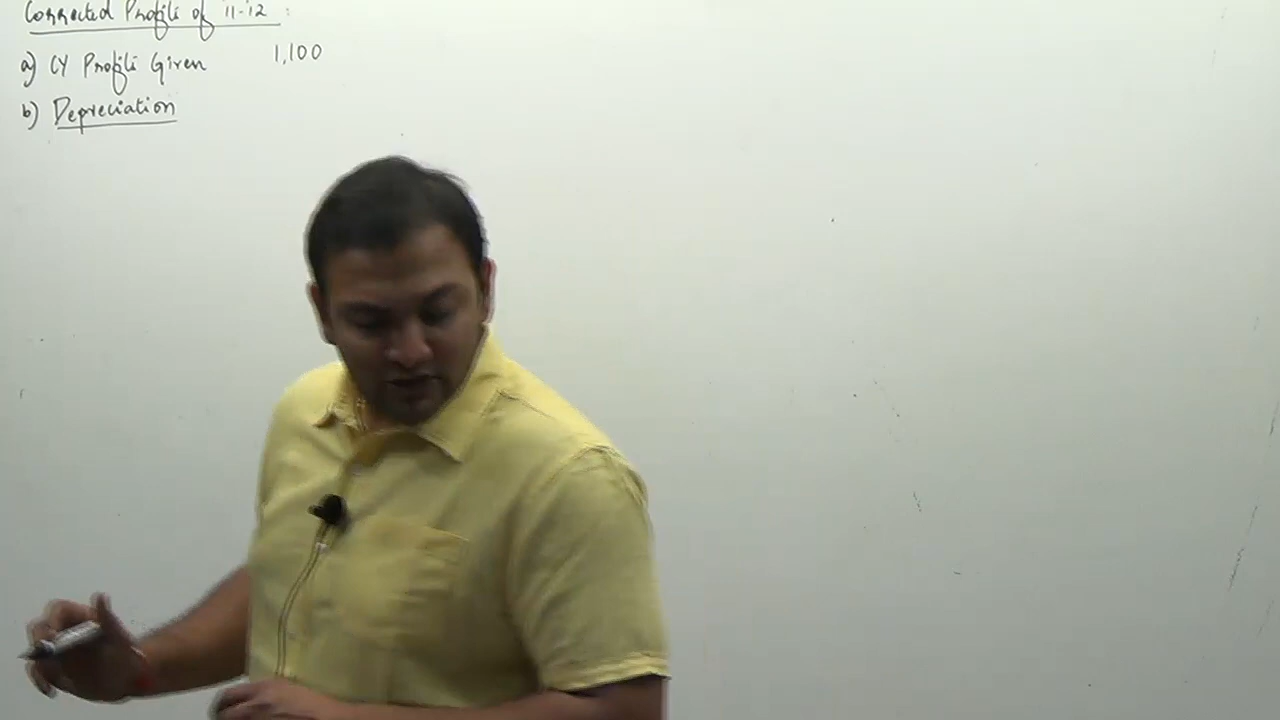 Corrected Profit of '11-'12 :
a) CY Profit Given 1,100
b) Depreciation